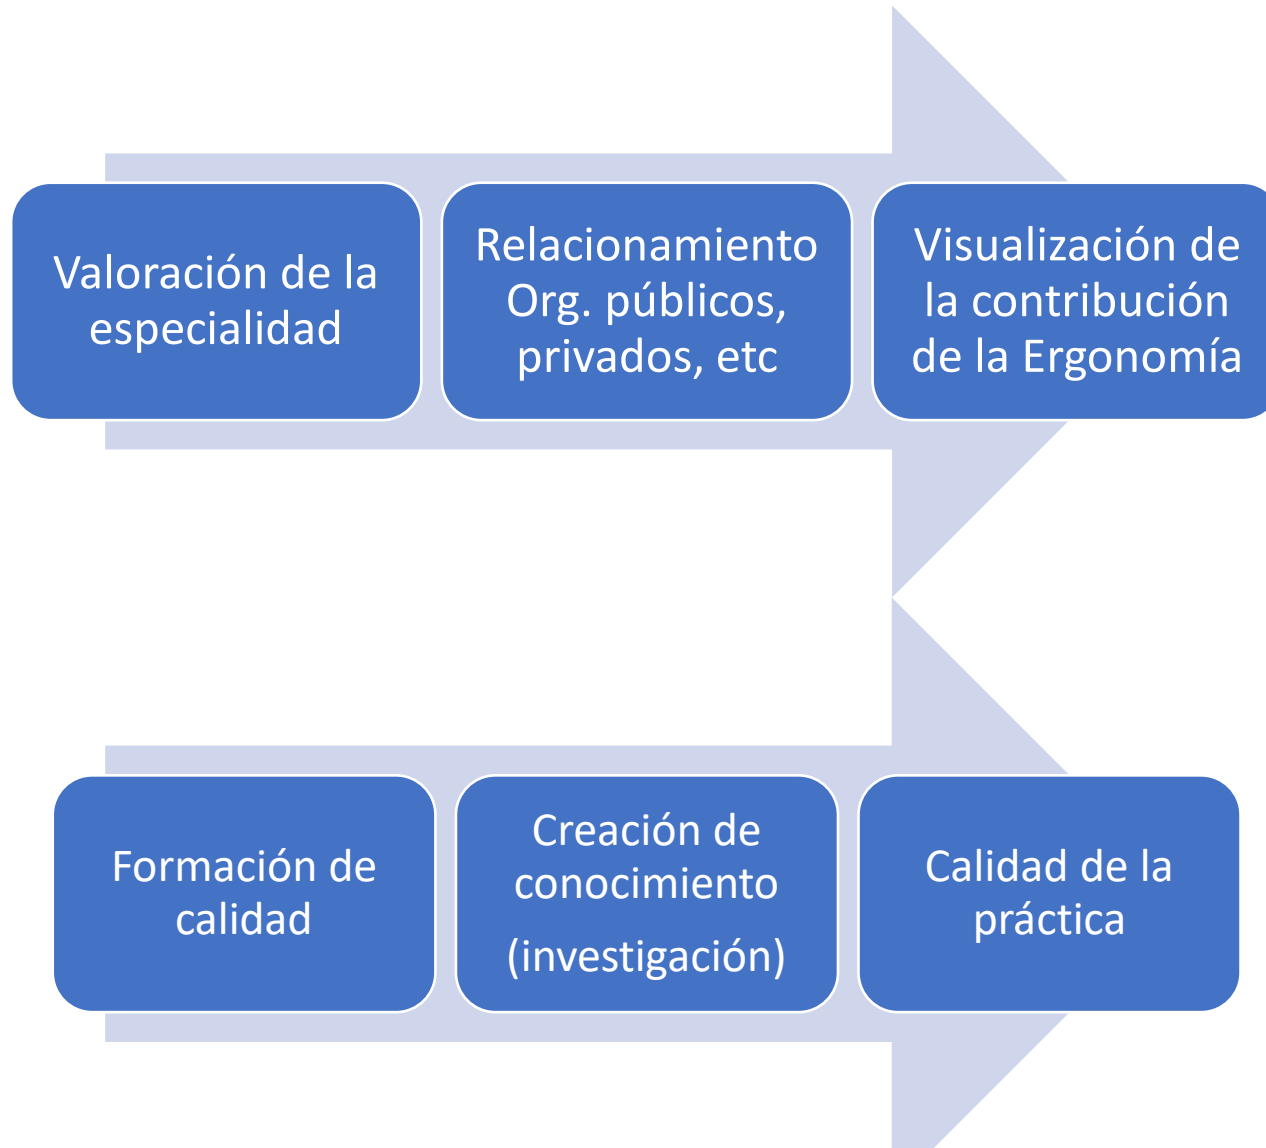 Valoración de la
especialidad
Relacionamiento
Org. públicos,
privados, etc
Visualización de
la contribución
de la Ergonomía
Formación de
calidad
Creación de
conocimiento
(investigación)
Calidad de la
práctica